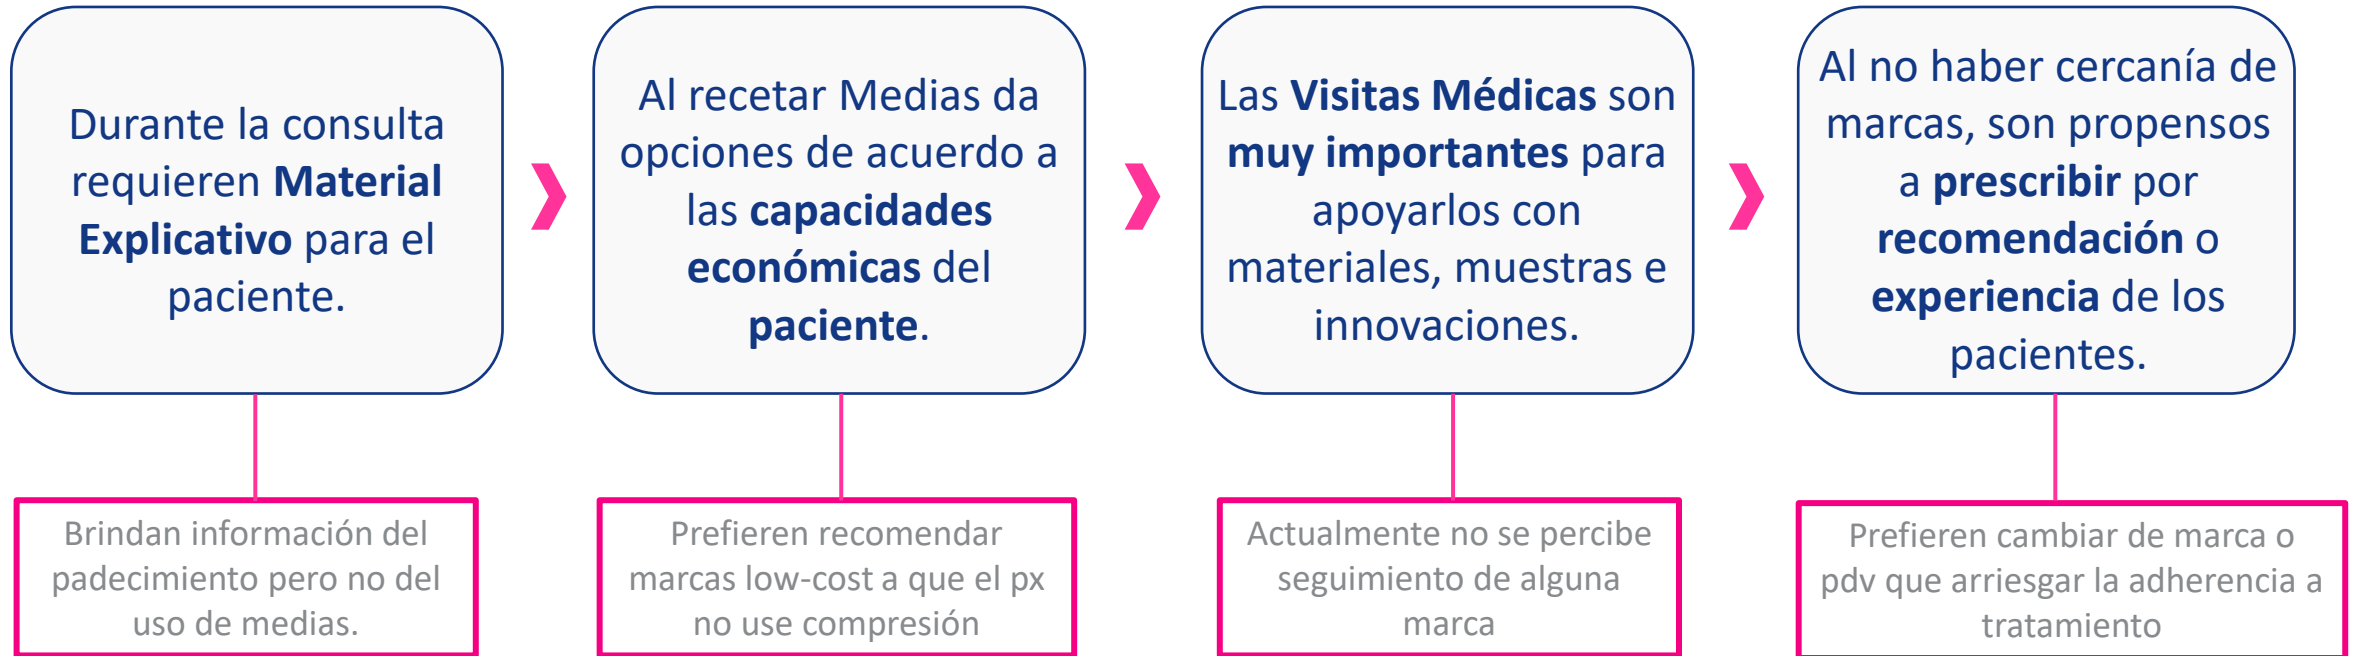 Durante la consulta
requieren Material
Explicativo para el
paciente.
Al recetar Medias da
opciones de acuerdo a
las capacidades
económicas del
paciente.
Las Visitas Médicas son
muy importantes para
apoyarlos con
materiales, muestras e
innovaciones.
Al no haber cercanía de
marcas, son propensos
a prescribir por
recomendación o
experiencia de los
pacientes.
Brindan información del
padecimiento pero no del
uso de medias.
Prefieren recomendar
marcas low-cost a que el px
no use compresión
Actualmente no se percibe
seguimiento de alguna
marca
Prefieren cambiar de marca o
pdv que arriesgar la adherencia a
tratamiento